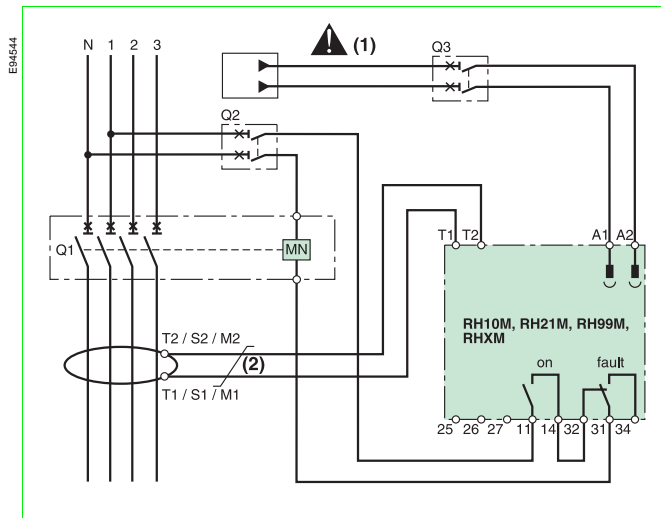 E94544
N 1 2 3
(1)
Q3
Q2
Q1
MN
T1 T2
A1 A2
RH10M, RH21M, RH99M,
RHXM
T2 / S2 / M2
(2)
T1 / S1 / M1
on
fault
25 26 27 11 14 32 31 34